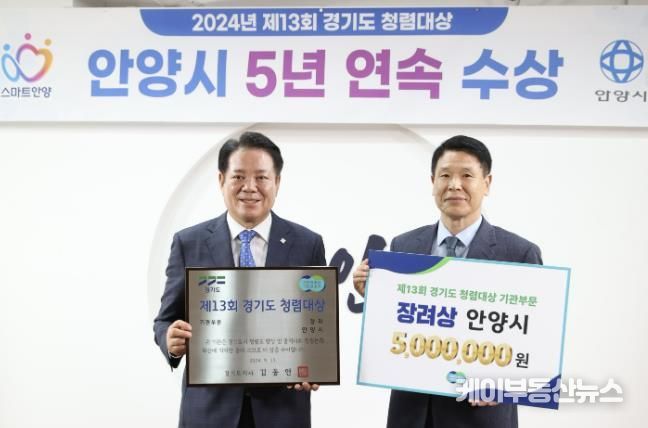 2024년 제13회 경기도 청렴대상
안양시 5년 연속 수상
스마트안양
안양시
안
경기도
제13회 경기도 청렴대상
기관부문 장려
안양시
경기도지사 김동연
제13회 경기도 청렴대상 기관부문
장려상 안양시
5,000,000원
케이부동산뉴스